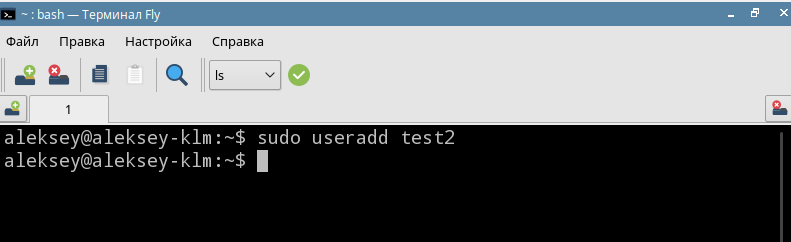 ~ : bash — Терминал Fly
Файл Правка Настройка Справка
ls
1
aleksey@aleksey-klm:~$ sudo useradd test2
aleksey@aleksey-klm:~$